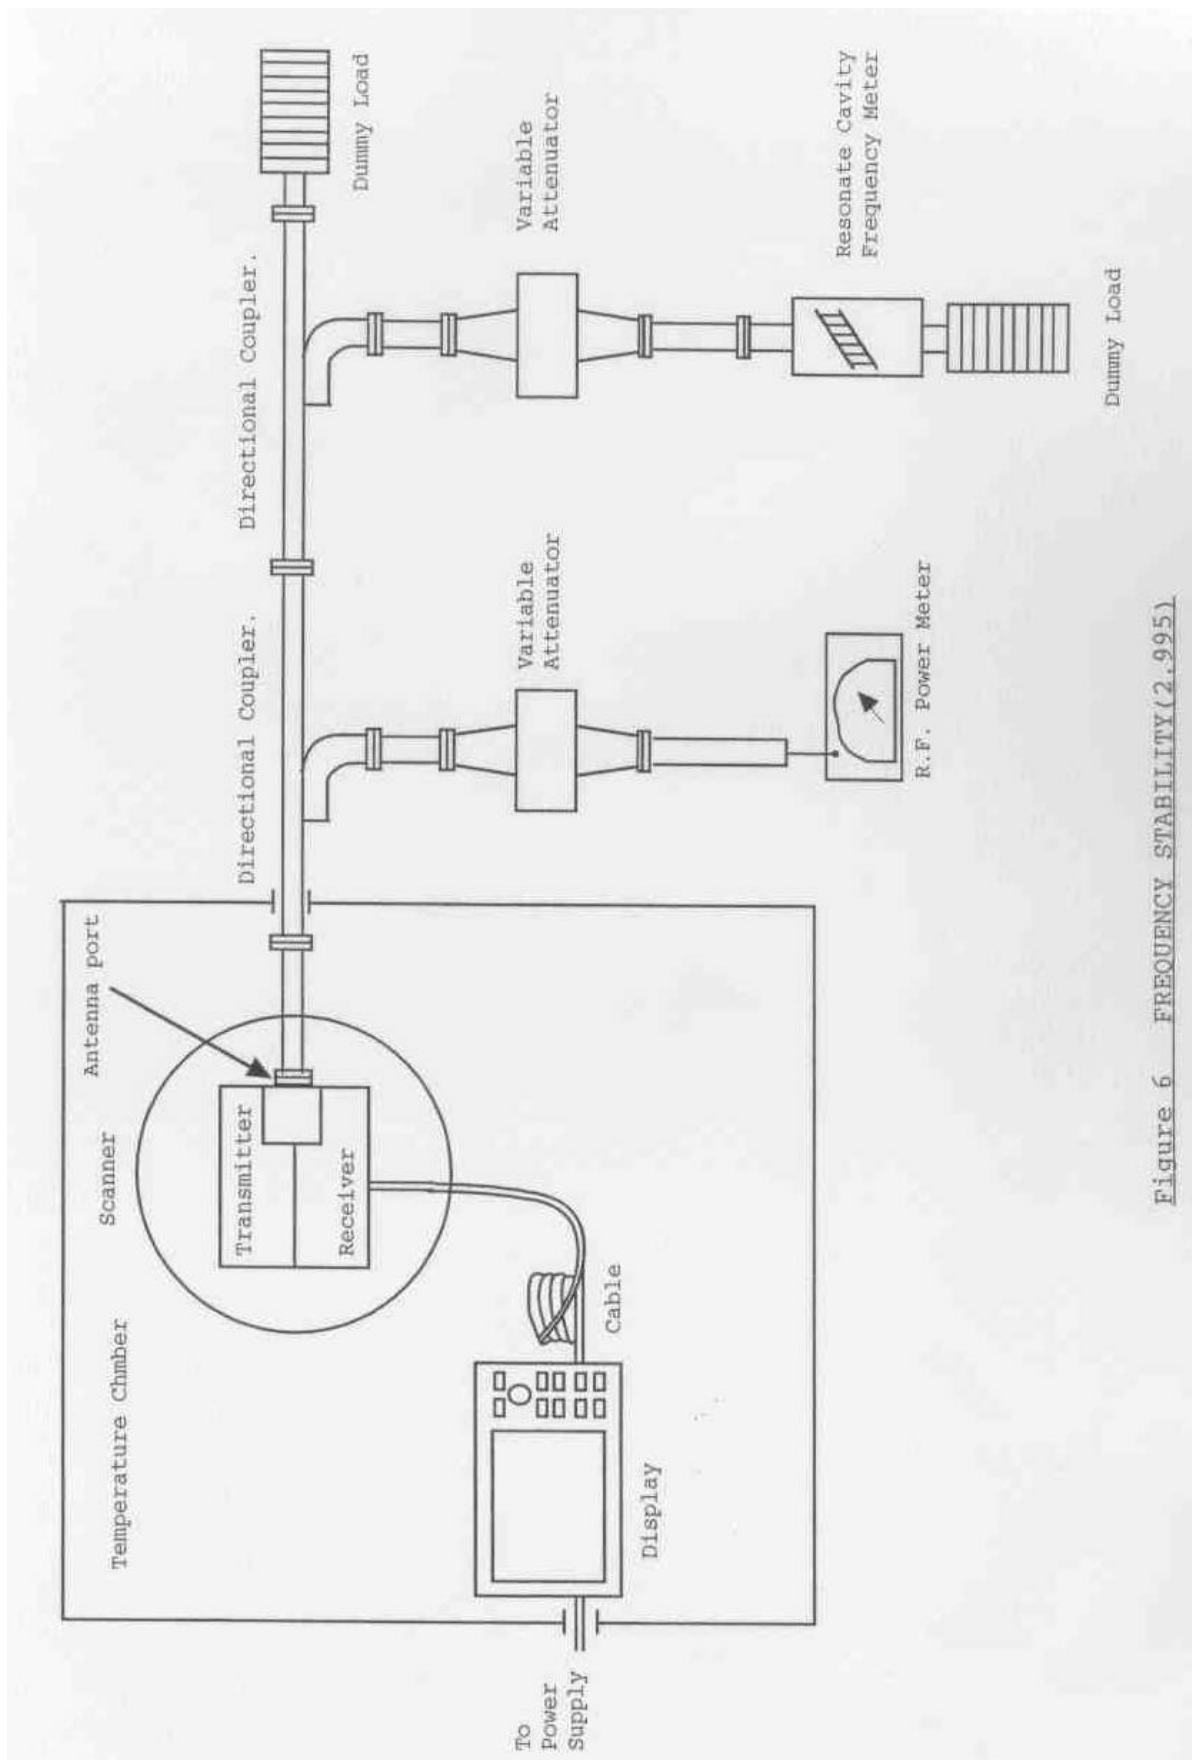 Dummy Load
Directional Coupler.
Directional Coupler.
Variable
Attenuator
Variable
Attenuator
Resonate Cavity
Frequency Meter
Dummy Load
R.F. Power Meter
Antenna port
Scanner
Transmitter
Receiver
Temperature Chmber
Cable
Display
To
Power
Supply
Figure 6 FREQUENCY STABILITY(2.995)